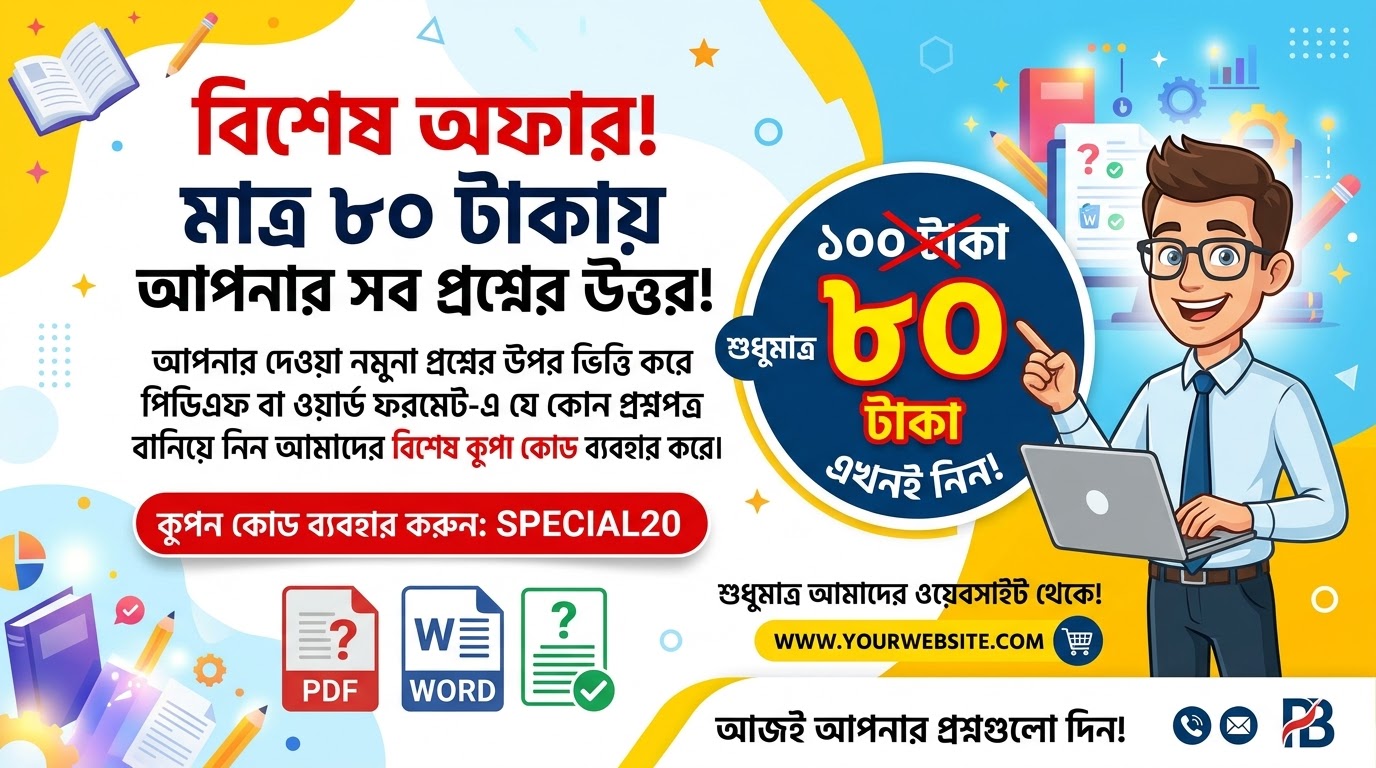 বিশেষ অফার!
মাত্র ৮০ টাকায়
আপনার সব প্রশ্নের উত্তর!
আপনার দেওয়া নমুনা প্রশ্নের উপর ভিত্তি করে
পিডিএফ বা ওয়ার্ড ফরমেট-এ যে কোন প্রশ্নপত্র
বানিয়ে নিন আমাদের বিশেষ কুপা কোড ব্যবহার করে।
কুপন কোড ব্যবহার করুন: SPECIAL20
?
PDF
W
WORD
?
১০০ টাকা
শুধুমাত্র ৮০
টাকা
এখনই নিন!
?
W
শুধুমাত্র আমাদের ওয়েবসাইট থেকে!
WWW.YOURWEBSITE.COM
আজই আপনার প্রশ্নগুলো দিন!
PB